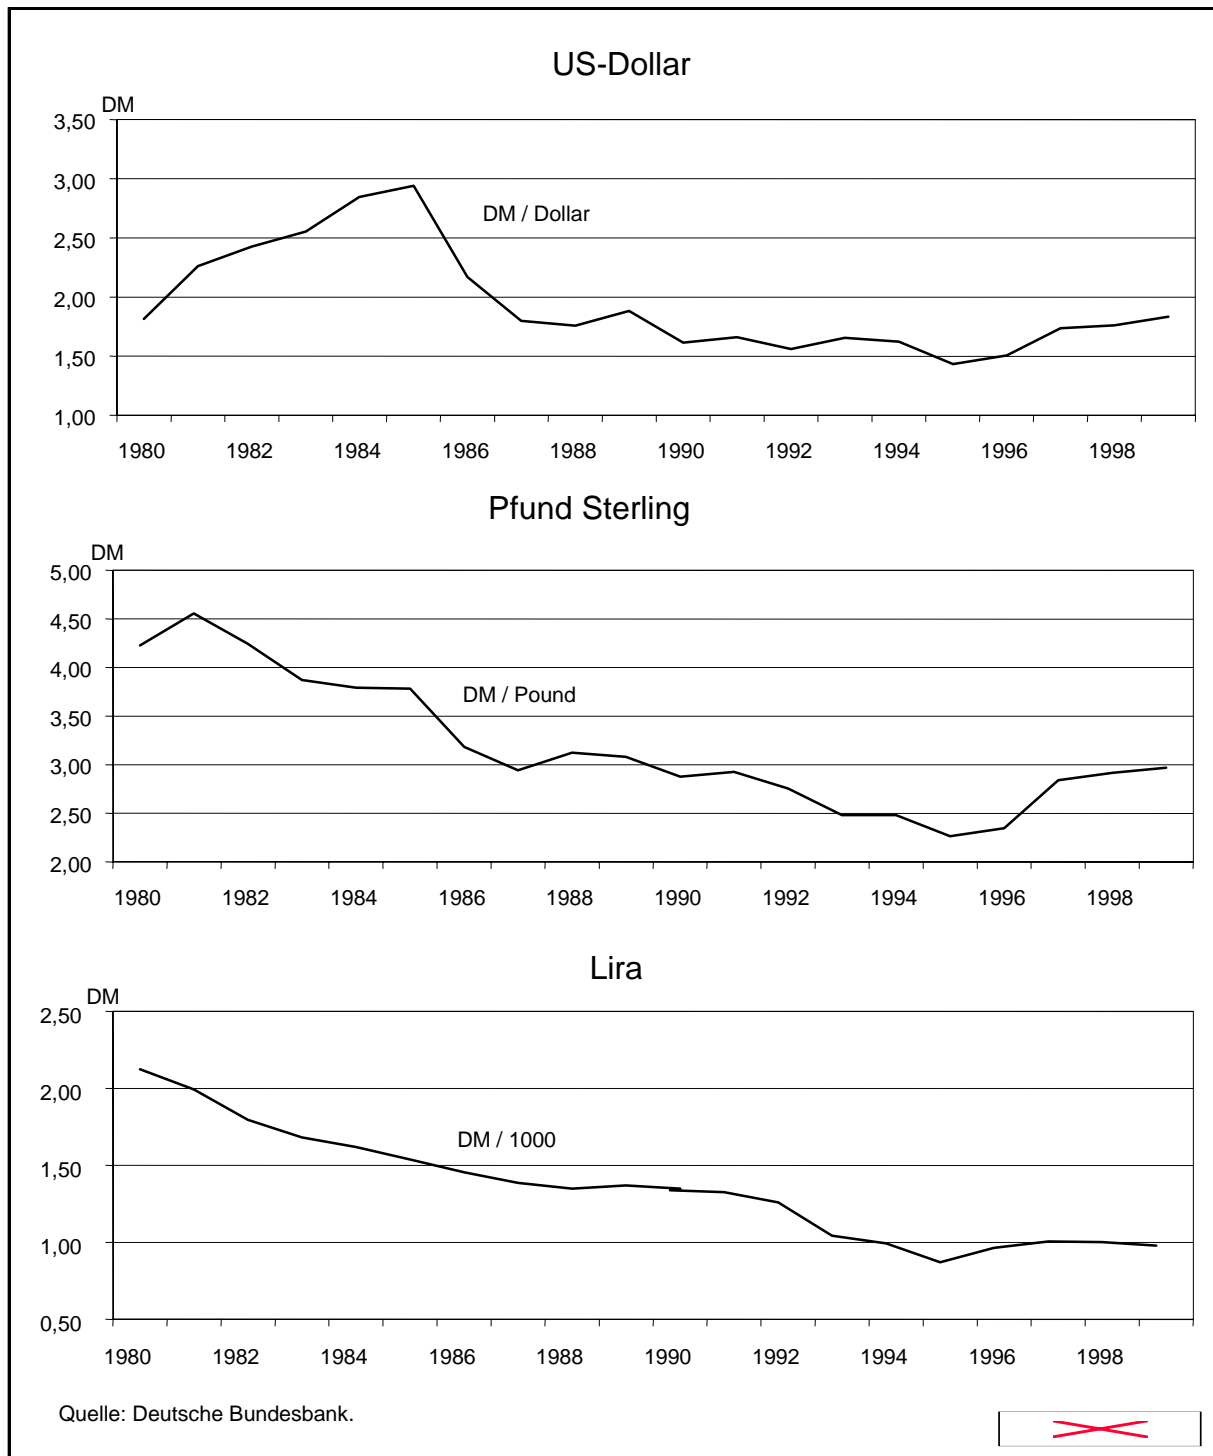 US-Dollar
DM
3,50
3,00
2,50
2,00
1,50
1,00
DM / Dollar
1980 1982 1984 1986 1988 1990 1992 1994 1996 1998
Pfund Sterling
DM
5,00
4,50
4,00
3,50
3,00
2,50
2,00
DM / Pound
1980 1982 1984 1986 1988 1990 1992 1994 1996 1998
Lira
DM
2,50
2,00
1,50
1,00
0,50
DM / 1000
1980 1982 1984 1986 1988 1990 1992 1994 1996 1998
Quelle: Deutsche Bundesbank.